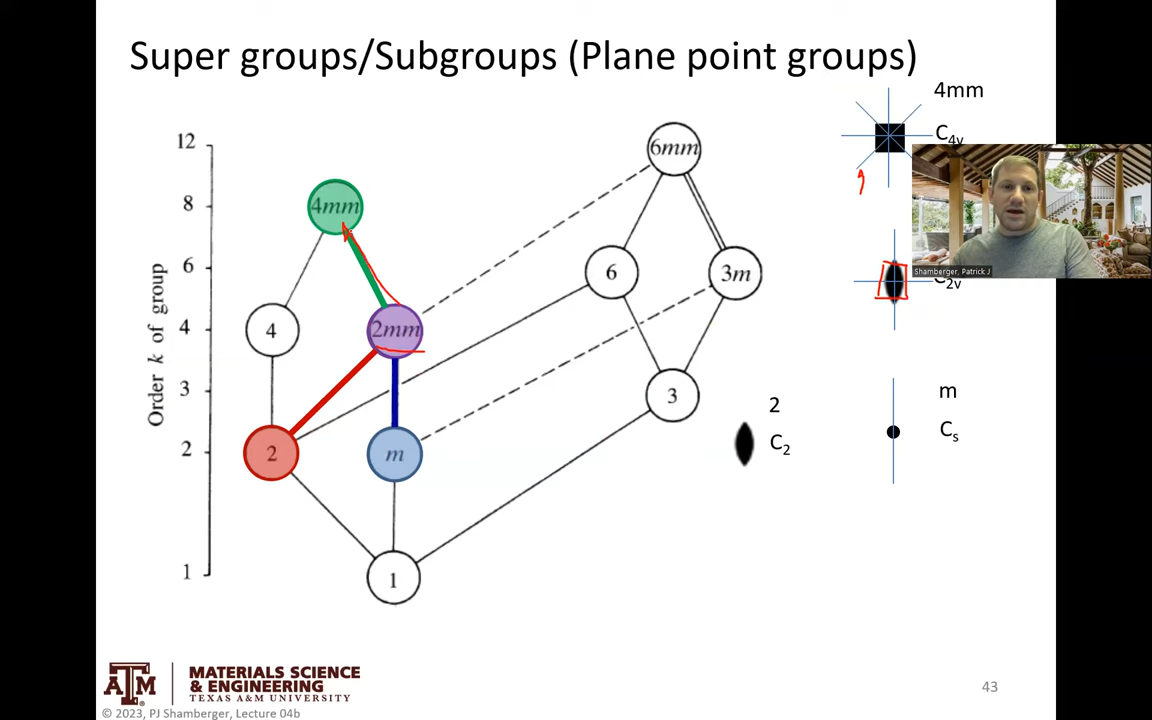 Super groups/Subgroups (Plane point groups)
4mm
C4v
12
8
6
4
3
2
1
Order k of group
4mm
6mm
6
3m
4
2mm
3
2
m
1
C2v
2
C2
m
Cs
Shamberger, Patrick J
ATM
MATERIALS SCIENCE
& ENGINEERING
TEXAS A&M UNIVERSITY
43
© 2023, PJ Shamberger, Lecture 04b